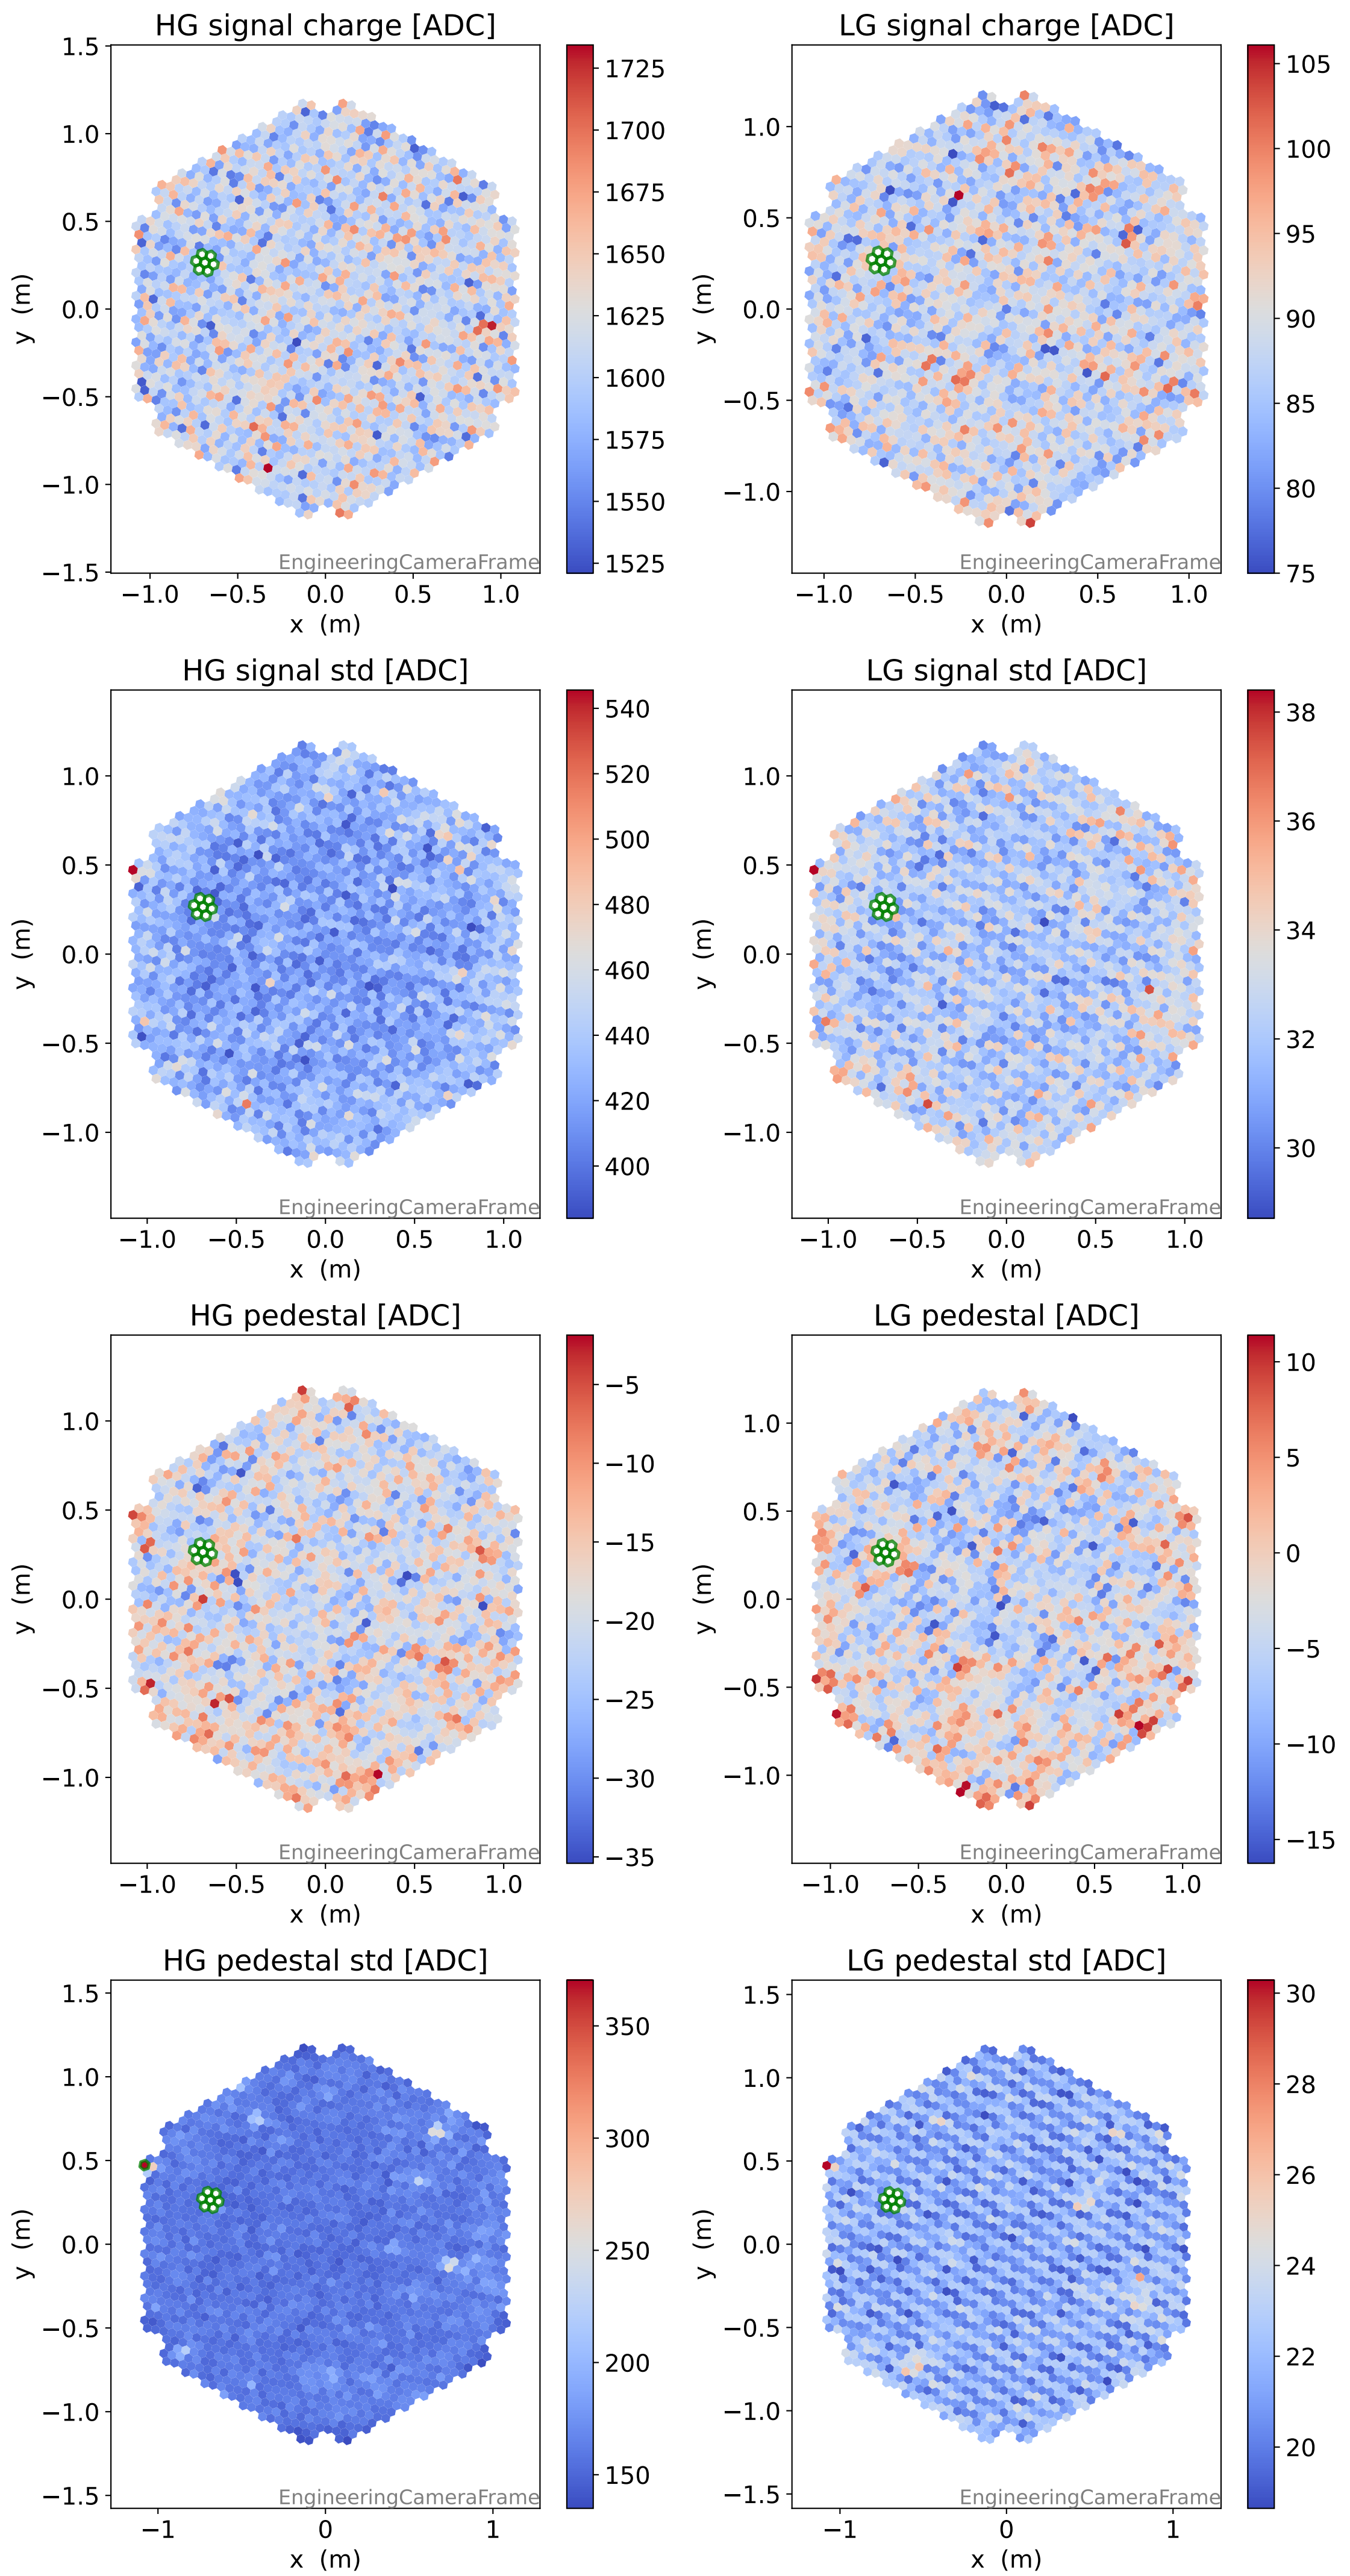 HG signal charge [ADC]
1.5
1.0
0.5
0.0
−0.5
−1.0
−1.5
y (m)
−1.0 −0.5 0.0 0.5 1.0
x (m)
EngineeringCameraFrame
1725
1700
1675
1650
1625
1600
1575
1550
1525
LG signal charge [ADC]
1.0
0.5
0.0
−0.5
−1.0
y (m)
−1.0 −0.5 0.0 0.5 1.0
x (m)
EngineeringCameraFrame
105
100
95
90
85
80
75
HG signal std [ADC]
1.0
0.5
0.0
−0.5
−1.0
y (m)
−1.0 −0.5 0.0 0.5 1.0
x (m)
EngineeringCameraFrame
540
520
500
480
460
440
420
400
LG signal std [ADC]
1.0
0.5
0.0
−0.5
−1.0
y (m)
−1.0 −0.5 0.0 0.5 1.0
x (m)
EngineeringCameraFrame
38
36
34
32
30
HG pedestal [ADC]
1.0
0.5
0.0
−0.5
−1.0
y (m)
−1.0 −0.5 0.0 0.5 1.0
x (m)
EngineeringCameraFrame
−5
−10
−15
−20
−25
−30
−35
LG pedestal [ADC]
1.0
0.5
0.0
−0.5
−1.0
y (m)
−1.0 −0.5 0.0 0.5 1.0
x (m)
EngineeringCameraFrame
10
5
0
−5
−10
−15
HG pedestal std [ADC]
1.5
1.0
0.5
0.0
−0.5
−1.0
−1.5
y (m)
−1 0 1
x (m)
EngineeringCameraFrame
350
300
250
200
150
LG pedestal std [ADC]
1.5
1.0
0.5
0.0
−0.5
−1.0
−1.5
y (m)
−1 0 1
x (m)
EngineeringCameraFrame
30
28
26
24
22
20